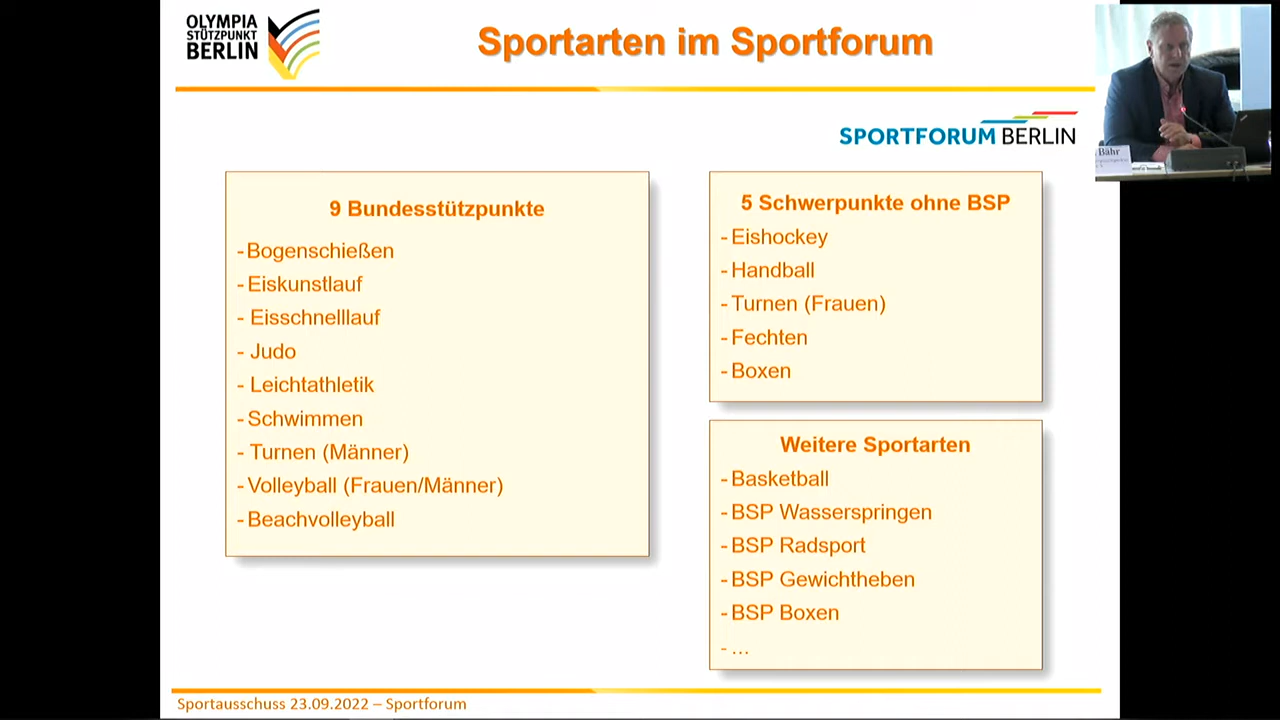 OLYMPIA
STÜTZPUNKT
BERLIN
Sportarten im Sportforum
SPORTFORUM BERLIN
Bähr
9 Bundesstützpunkte
- Bogenschießen
- Eiskunstlauf
- Eisschnelllauf
- Judo
- Leichtathletik
- Schwimmen
- Turnen (Männer)
- Volleyball (Frauen/Männer)
- Beachvolleyball
5 Schwerpunkte ohne BSP
- Eishockey
- Handball
- Turnen (Frauen)
- Fechten
- Boxen
Weitere Sportarten
- Basketball
- BSP Wasserspringen
- BSP Radsport
- BSP Gewichtheben
- BSP Boxen
- ...
Sportausschuss 23.09.2022 – Sportforum